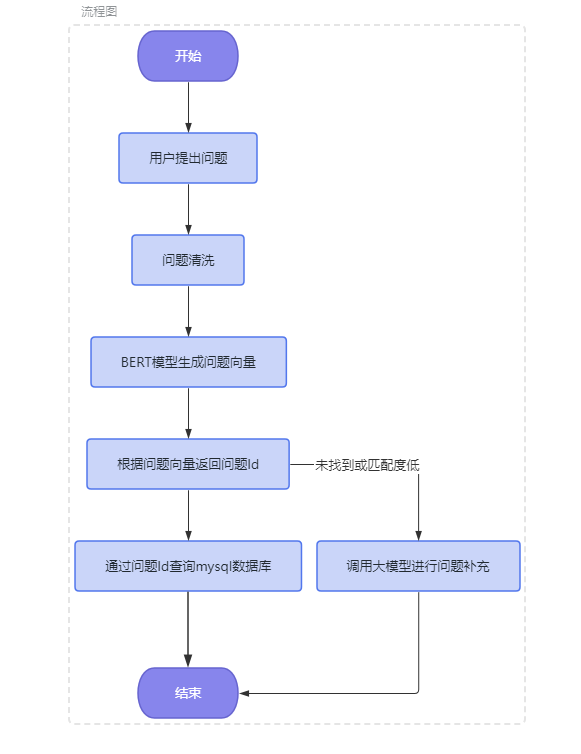 流程图
开始
用户提出问题
问题清洗
BERT模型生成问题向量
根据问题向量返回问题Id
未找到或匹配度低
通过问题Id查询mysql数据库
调用大模型进行问题补充
结束